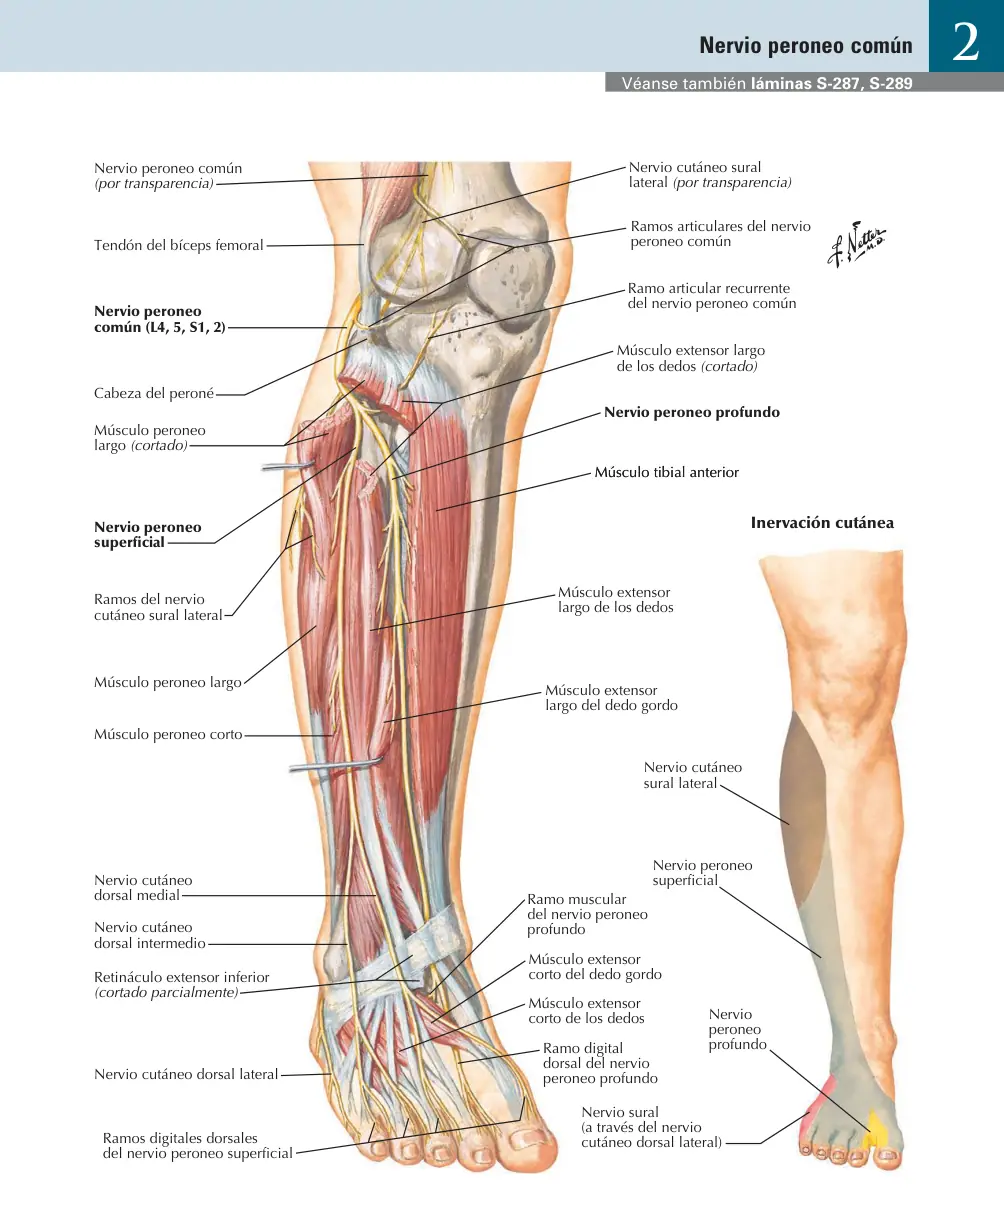 Nervio peroneo común
2
Véanse también láminas S-287, S-289
Nervio peroneo común
(por transparencia)
Tendón del bíceps femoral
Nervio peroneo
común (L4, 5, S1, 2)
Cabeza del peroné
Músculo peroneo
largo (cortado)
Nervio peroneo
superficial
Ramos del nervio
cutáneo sural lateral
Músculo peroneo largo
Músculo peroneo corto
Nervio cutáneo
dorsal medial
Nervio cutáneo
dorsal intermedio
Retináculo extensor inferior
(cortado parcialmente)
Nervio cutáneo dorsal lateral
Ramos digitales dorsales
del nervio peroneo superficial
Nervio cutáneo sural
lateral (por transparencia)
Ramos articulares del nervio
peroneo común
Ramo articular recurrente
del nervio peroneo común
Músculo extensor largo
de los dedos (cortado)
Nervio peroneo profundo
Músculo tibial anterior
Músculo extensor
largo de los dedos
Músculo extensor
largo del dedo gordo
Ramo muscular
del nervio peroneo
profundo
Músculo extensor
corto del dedo gordo
Músculo extensor
corto de los dedos
Ramo digital
dorsal del nervio
peroneo profundo
F. Netter
M.D.
Inervación cutánea
Nervio cutáneo
sural lateral
Nervio peroneo
superficial
Nervio
peroneo
profundo
Nervio sural
(a través del nervio
cutáneo dorsal lateral)